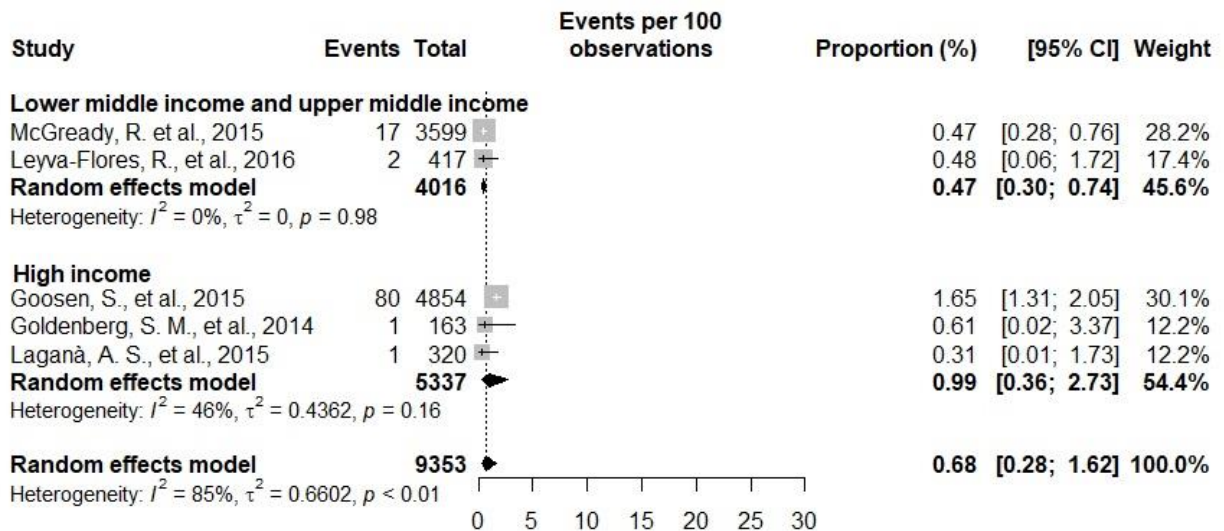 Events per 100
Study Events Total observations Proportion (%) [95% CI] Weight
Lower middle income and upper middle income
McGready, R. et al., 2015 17 3599 0.47 [0.28; 0.76] 28.2%
Leyva-Flores, R., et al., 2016 2 417 0.48 [0.06; 1.72] 17.4%
Random effects model 4016 0.47 [0.30; 0.74] 45.6%
Heterogeneity: I² = 0%, τ² = 0, p = 0.98
High income
Goosen, S., et al., 2015 80 4854 1.65 [1.31; 2.05] 30.1%
Goldenberg, S. M., et al., 2014 1 163 0.61 [0.02; 3.37] 12.2%
Laganà, A. S., et al., 2015 1 320 0.31 [0.01; 1.73] 12.2%
Random effects model 5337 0.99 [0.36; 2.73] 54.4%
Heterogeneity: I² = 46%, τ² = 0.4362, p = 0.16
Random effects model 9353 0.68 [0.28; 1.62] 100.0%
Heterogeneity: I² = 85%, τ² = 0.6602, p < 0.01
0 5 10 15 20 25 30